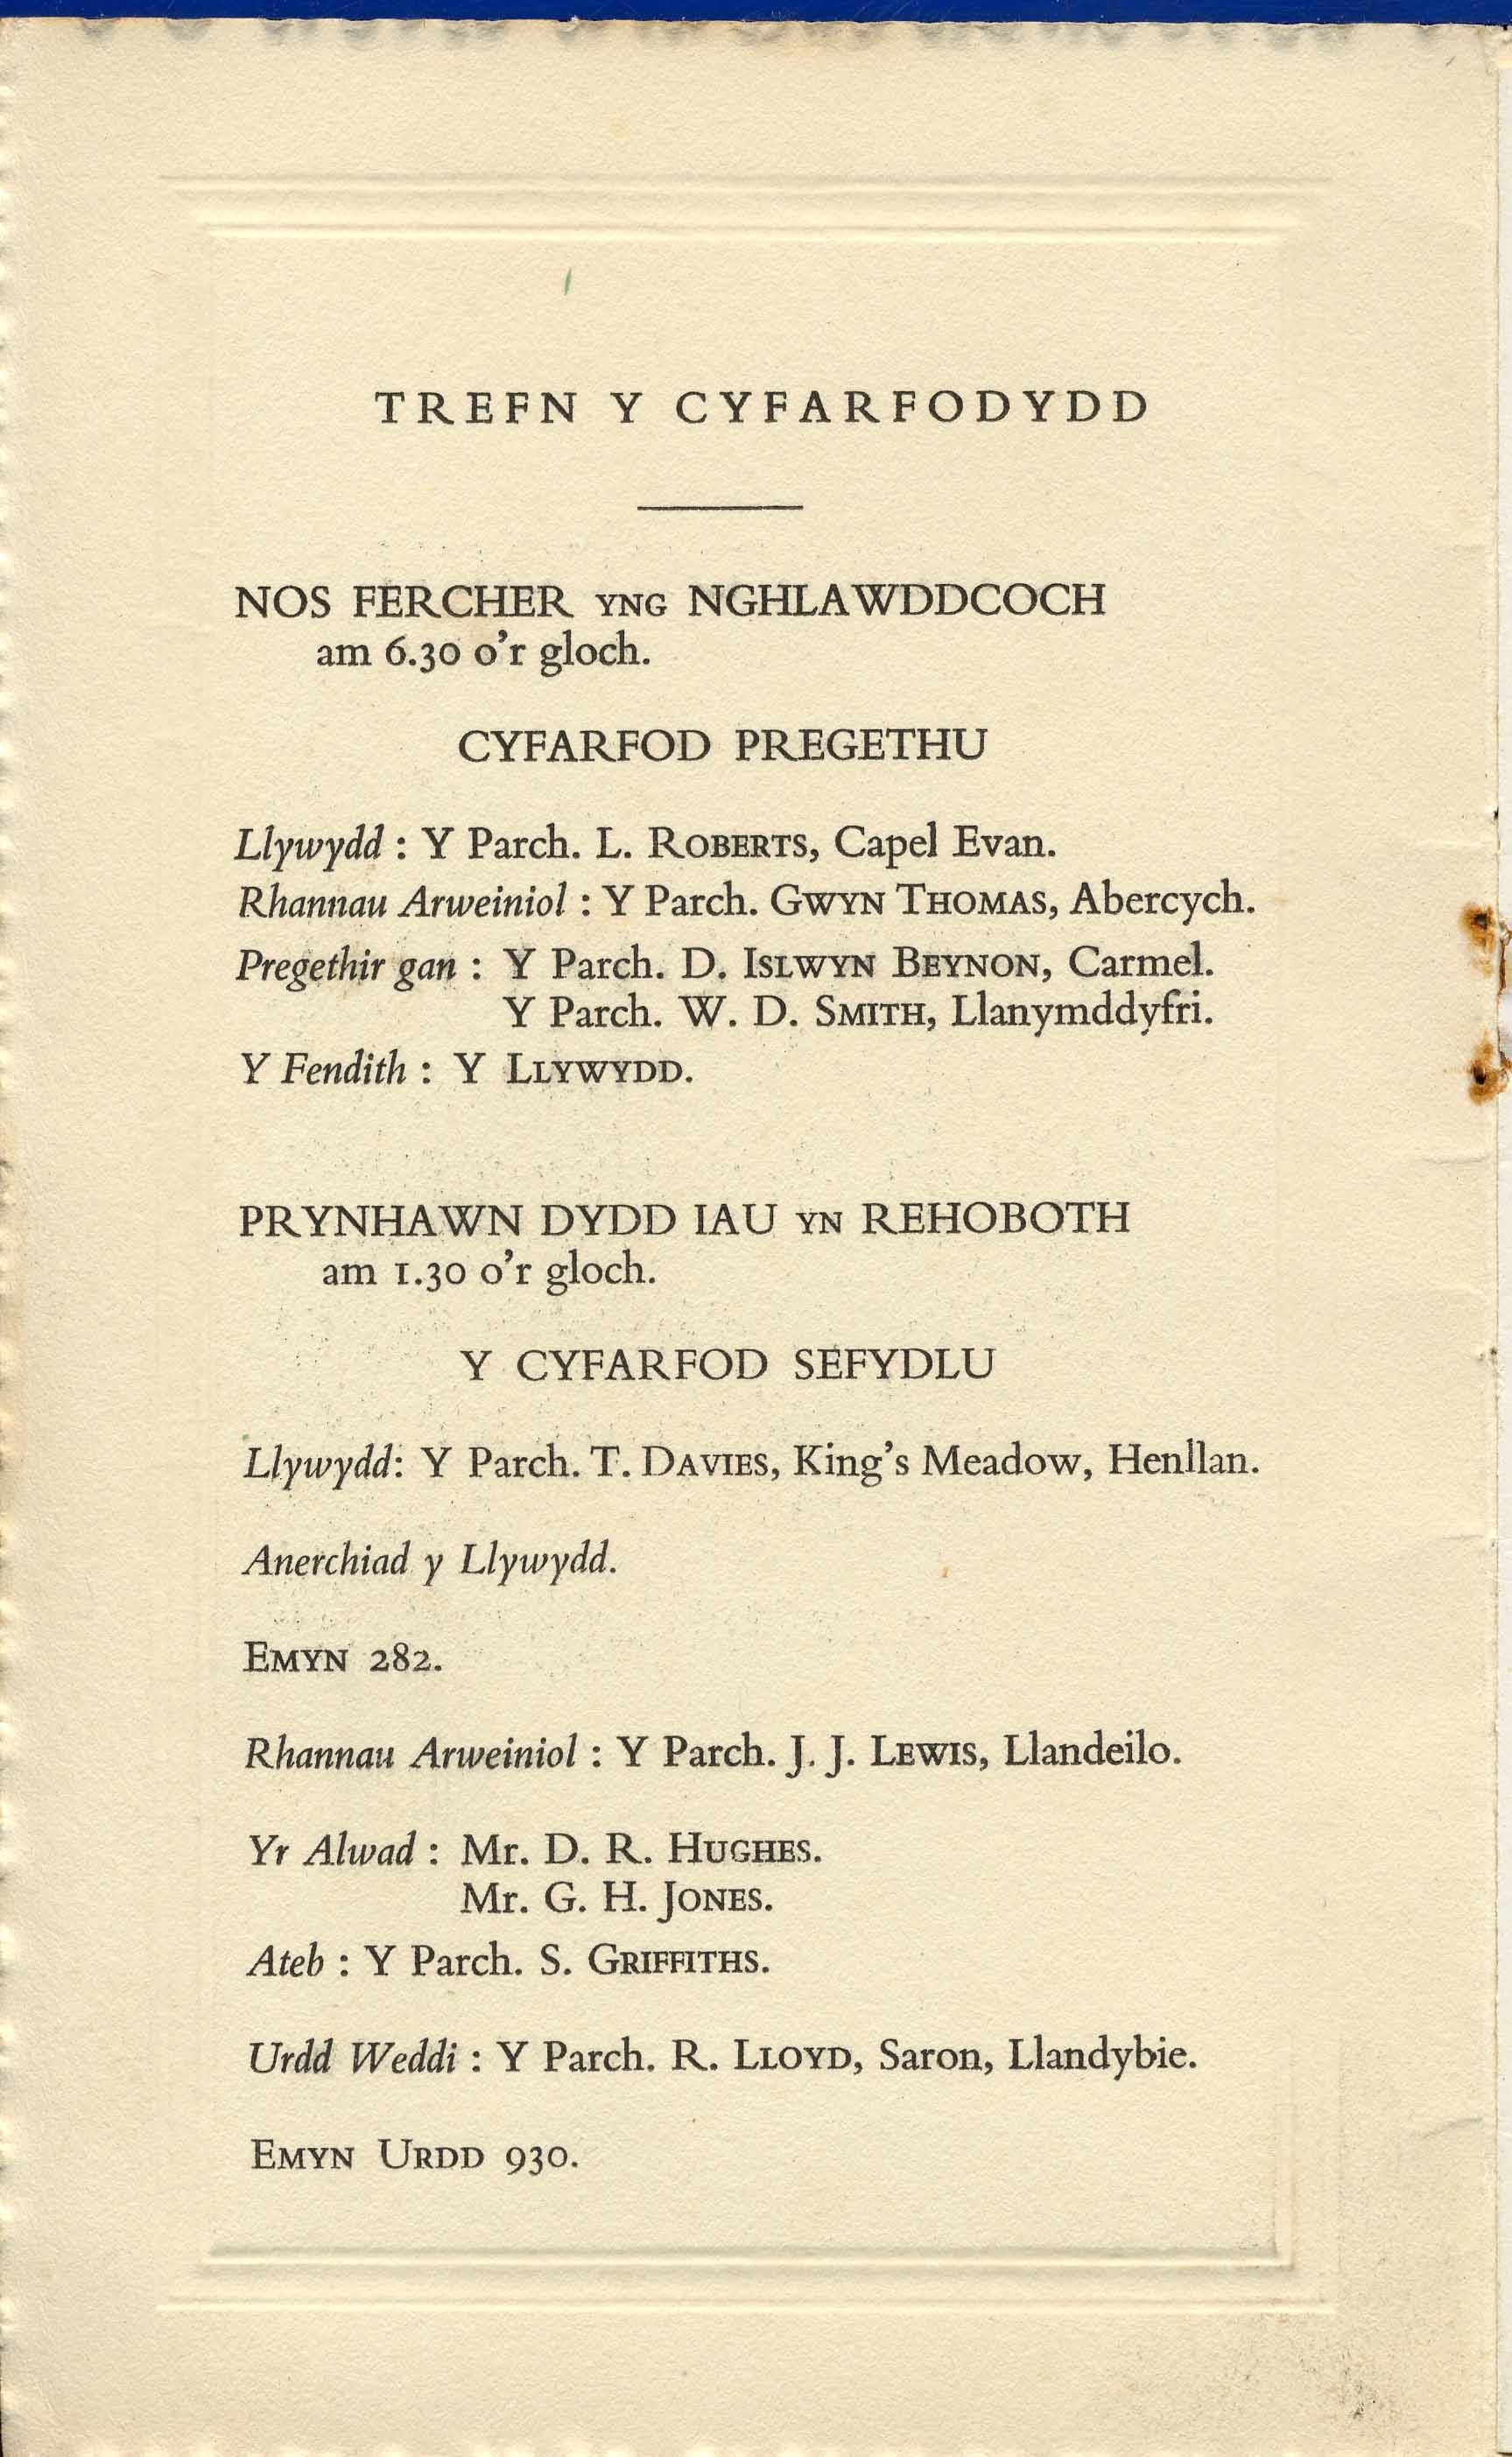 TREFN Y CYFARFODYDD
NOS FERCHER YNG NGHLAWDDCOCH
am 6.30 o'r gloch.
CYFARFOD PREGETHU
Llywydd : Y Parch. L. ROBERTS, Capel Evan.
Rhannau Arweiniol : Y Parch. GWYN THOMAS, Abercych.
Pregethir gan : Y Parch. D. ISLWYN BEYNON, Carmel.
Y Parch. W. D. SMITH, Llanymddyfri.
Y Fendith : Y LLYWYDD.
PRYNHAWN DYDD IAU YN REHOBOTH
am 1.30 o'r gloch.
Y CYFARFOD SEFYDLU
Llywydd: Y Parch. T. DAVIES, King's Meadow, Henllan.
Anerchiad y Llywydd.
EMYN 282.
Rhannau Arweiniol : Y Parch. J. J. LEWIS, Llandeilo.
Yr Alwad : Mr. D. R. HUGHES.
Mr. G. H. JONES.
Ateb : Y Parch. S. GRIFFITHS.
Urdd Weddi : Y Parch. R. LLOYD, Saron, Llandybie.
EMYN URDD 930.